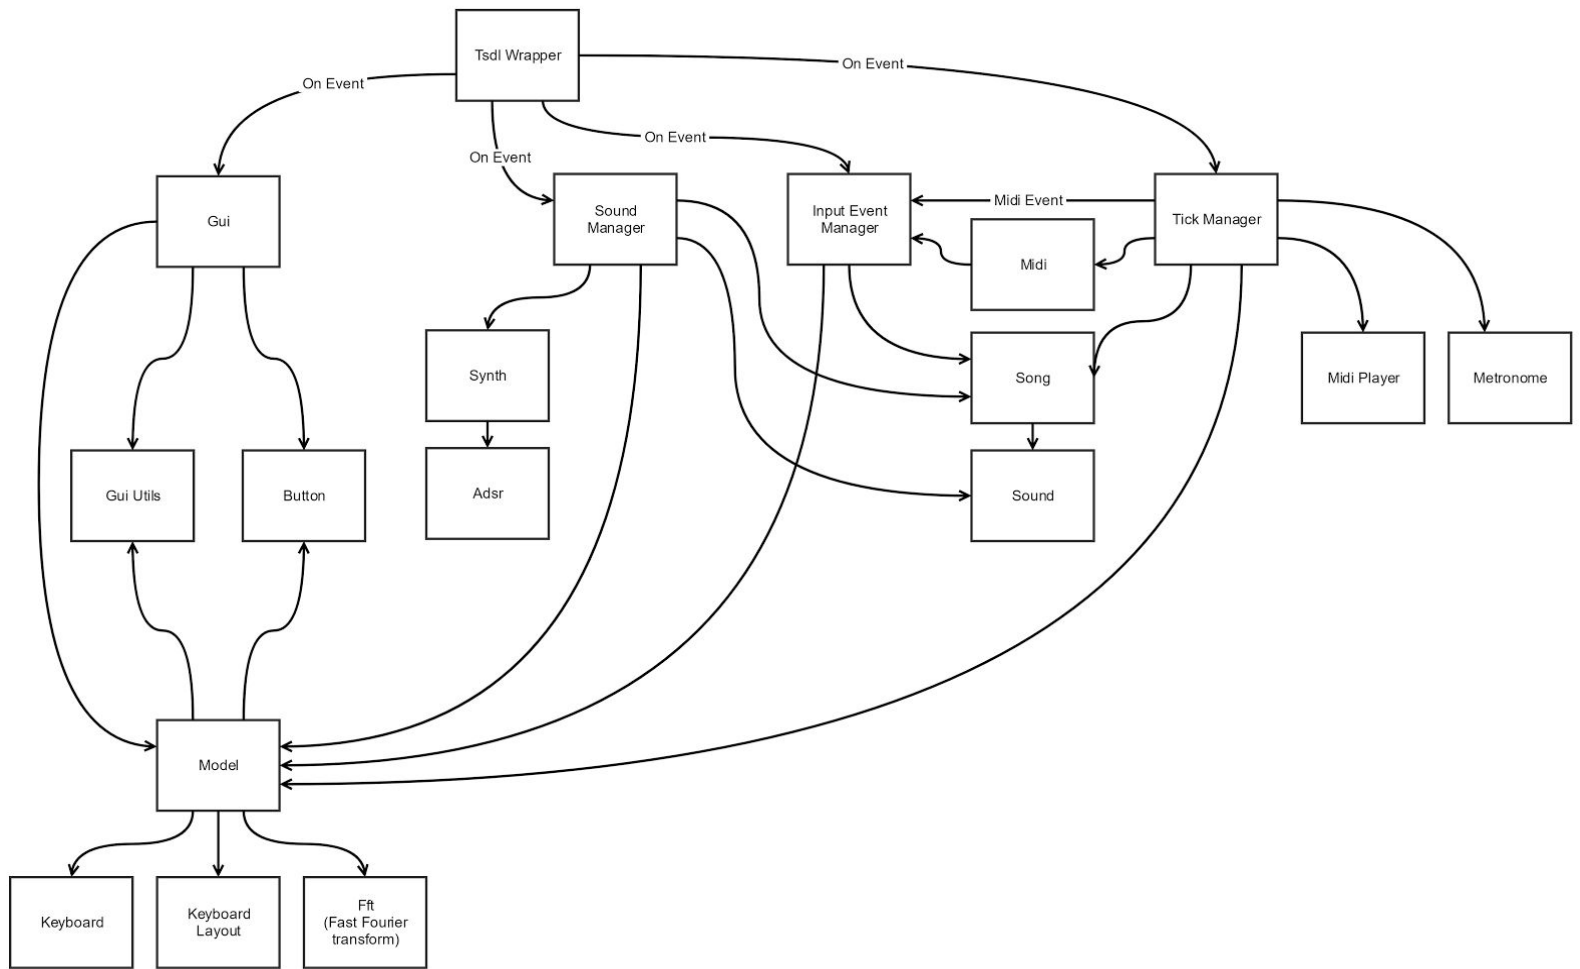 Tsdl Wrapper
On Event
On Event
On Event
On Event
Gui
Sound
Manager
Input Event
Manager
Midi Event
Tick Manager
Midi
Synth
Song
Midi Player
Metronome
Gui Utils
Button
Adsr
Sound
Model
Keyboard
Keyboard
Layout
Fft
(Fast Fourier
transform)